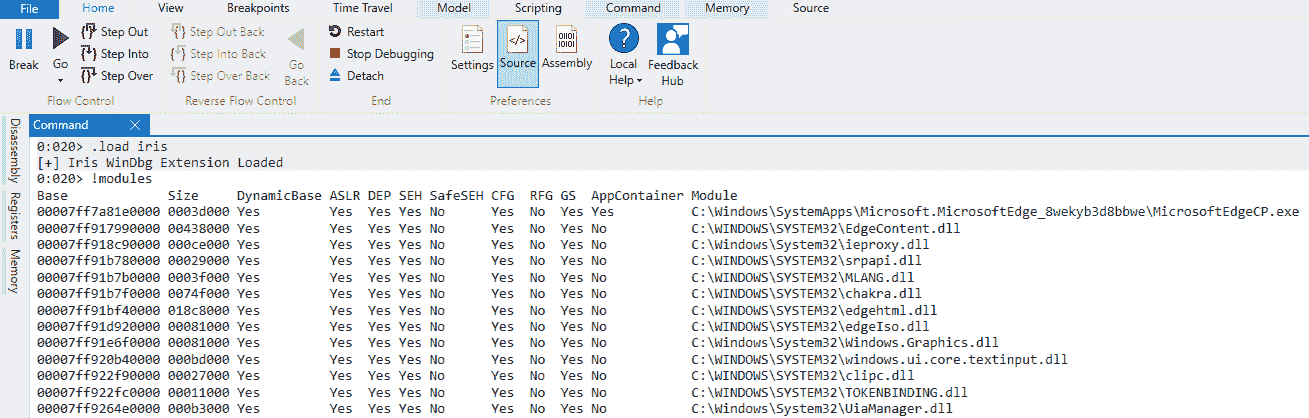 File Home View Breakpoints Time Travel Model Scripting Command Memory Source
Break
Go
Step Out
Step Into
Step Over
Flow Control
Step Out Back
Step Into Back
Step Over Back
Go Back
Reverse Flow Control
Restart
Stop Debugging
Detach
End
Settings
Source
Assembly
Preferences
Local Help
Feedback Hub
Help
Disassembly
Registers
Memory
Command
0:020> .load iris
[+] Iris WinDbg Extension Loaded
0:020> !modules
Base Size DynamicBase ASLR DEP SEH SafeSEH CFG RFG GS AppContainer Module
00007ff7a81e0000 0003d000 Yes Yes Yes Yes No Yes No Yes Yes C:\Windows\SystemApps\Microsoft.MicrosoftEdge_8wekyb3d8bbwe\MicrosoftEdgeCP.exe
00007ff917990000 00438000 Yes Yes Yes Yes No Yes No Yes No C:\WINDOWS\SYSTEM32\EdgeContent.dll
00007ff918c90000 000ce000 Yes Yes Yes Yes No Yes No Yes No C:\WINDOWS\SYSTEM32\ieproxy.dll
00007ff91b780000 00029000 Yes Yes Yes Yes No Yes No Yes No C:\WINDOWS\SYSTEM32\srpapi.dll
00007ff91b7b0000 0003f000 Yes Yes Yes Yes No Yes No Yes No C:\WINDOWS\SYSTEM32\MLANG.dll
00007ff91b7f0000 0074f000 Yes Yes Yes Yes No Yes No Yes No C:\WINDOWS\SYSTEM32\chakra.dll
00007ff91bf40000 018c8000 Yes Yes Yes Yes No Yes No Yes No C:\WINDOWS\SYSTEM32\edgehtml.dll
00007ff91d920000 00081000 Yes Yes Yes Yes No Yes No Yes No C:\WINDOWS\SYSTEM32\edgeIso.dll
00007ff91e6f0000 00081000 Yes Yes Yes Yes No Yes No Yes No C:\Windows\System32\Windows.Graphics.dll
00007ff920b40000 000bd000 Yes Yes Yes Yes No Yes No Yes No C:\WINDOWS\SYSTEM32\windows.ui.core.textinput.dll
00007ff922f90000 00027000 Yes Yes Yes Yes No Yes No Yes No C:\WINDOWS\SYSTEM32\clipc.dll
00007ff922fc0000 00011000 Yes Yes Yes Yes No Yes No Yes No C:\WINDOWS\SYSTEM32\TOKENBINDING.dll
00007ff9264e0000 000b3000 Yes Yes Yes Yes No Yes No Yes No C:\Windows\System32\UiaManager.dll